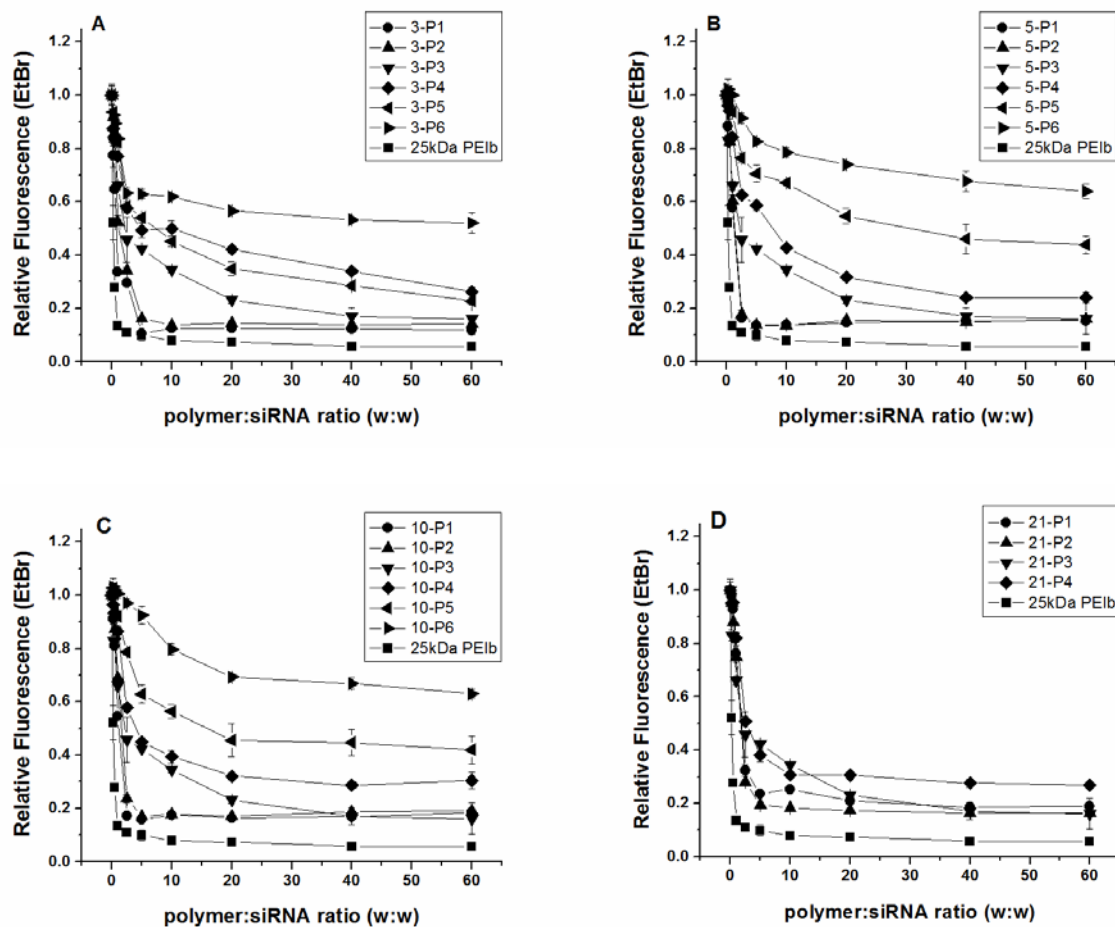 A
3-P1
3-P2
3-P3
3-P4
3-P5
3-P6
25kDa PEIb
1.2
1.0
0.8
0.6
0.4
0.2
0.0
Relative Fluorescence (EtBr)
0 10 20 30 40 50 60
polymer:siRNA ratio (w:w)
B
5-P1
5-P2
5-P3
5-P4
5-P5
5-P6
25kDa PEIb
1.2
1.0
0.8
0.6
0.4
0.2
0.0
Relative Fluorescence (EtBr)
0 10 20 30 40 50 60
polymer:siRNA ratio (w:w)
C
10-P1
10-P2
10-P3
10-P4
10-P5
10-P6
25kDa PEIb
1.2
1.0
0.8
0.6
0.4
0.2
0.0
Relative Fluorescence (EtBr)
0 10 20 30 40 50 60
polymer:siRNA ratio (w:w)
D
21-P1
21-P2
21-P3
21-P4
25kDa PEIb
1.2
1.0
0.8
0.6
0.4
0.2
0.0
Relative Fluorescence (EtBr)
0 10 20 30 40 50 60
polymer:siRNA ratio (w:w)